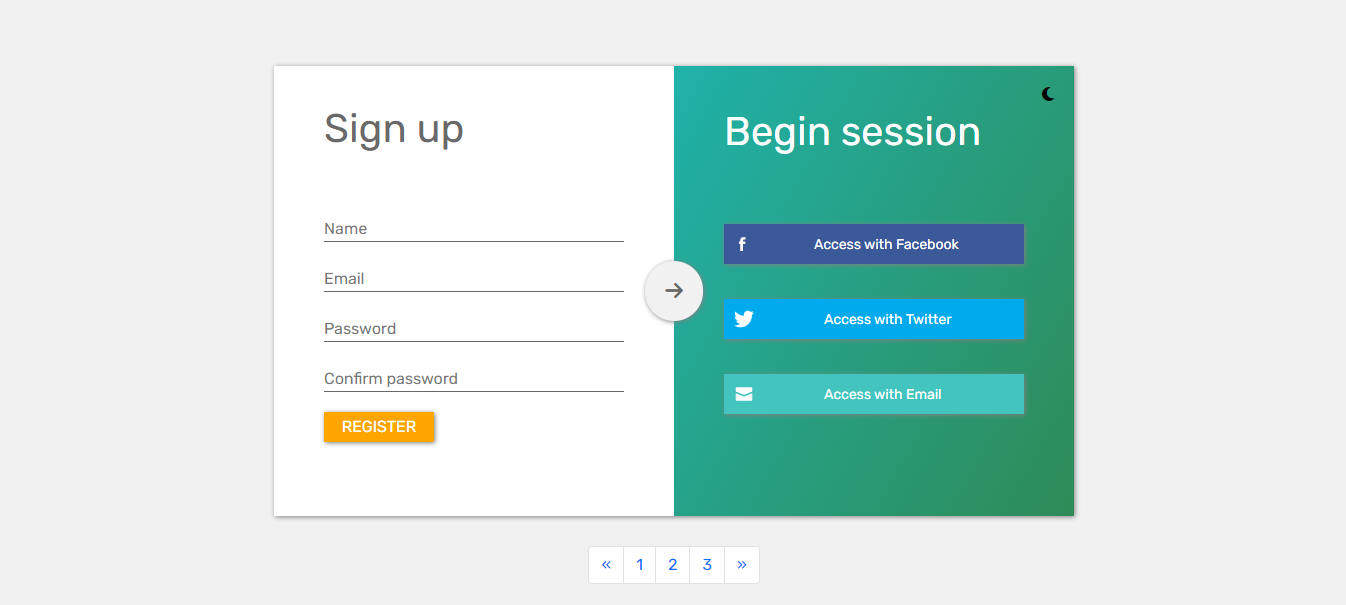 Sign up
Name
Email
Password
Confirm password
REGISTER
Begin session
Access with Facebook
Access with Twitter
Access with Email
« 1 2 3 »